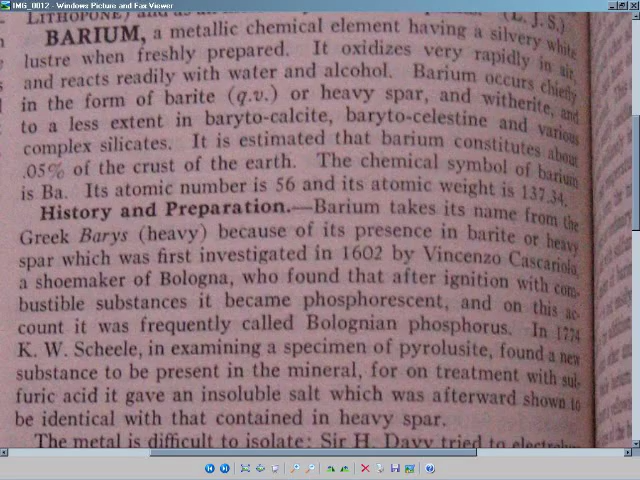 IMG_0012 - Windows Picture and Fax Viewer
LITHOPONE) and as an
(L. J. S.)
BARIUM, a metallic chemical element having a silvery white
lustre when freshly prepared. It oxidizes very rapidly in air,
and reacts readily with water and alcohol. Barium occurs chiefly
in the form of barite (q.v.) or heavy spar, and witherite, and
to a less extent in baryto-calcite, baryto-celestine and various
complex silicates. It is estimated that barium constitutes about
.05% of the crust of the earth. The chemical symbol of barium
is Ba. Its atomic number is 56 and its atomic weight is 137.34.
History and Preparation.—Barium takes its name from the
Greek Barys (heavy) because of its presence in barite or heavy
spar which was first investigated in 1602 by Vincenzo Cascariolo,
a shoemaker of Bologna, who found that after ignition with com-
bustible substances it became phosphorescent, and on this ac-
count it was frequently called Bolognian phosphorus. In 1774
K. W. Scheele, in examining a specimen of pyrolusite, found a new
substance to be present in the mineral, for on treatment with sul-
furic acid it gave an insoluble salt which was afterward shown to
be identical with that contained in heavy spar.
The metal is difficult to isolate; Sir H. Davy tried to